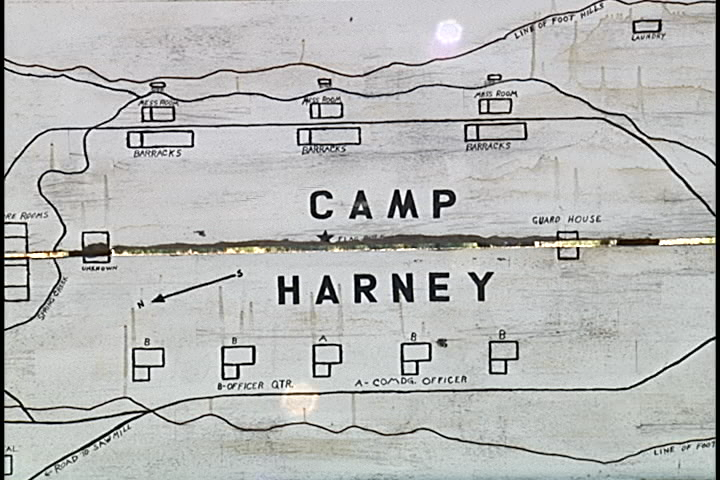 LINE OF FOOT HILLS
LAUNDRY
MESS ROOM
MESS ROOM
MESS ROOM
BARRACKS
BARRACKS
BARRACKS
CAMP
RE ROOMS
GUARD HOUSE
UNKNOWN
HARNEY
N
S
SPRING CREEK
B
B
A
B
B
B-OFFICER QTR.
A-COMDG. OFFICER
ROAD TO SAWMILL
LINE OF FOOT
AL